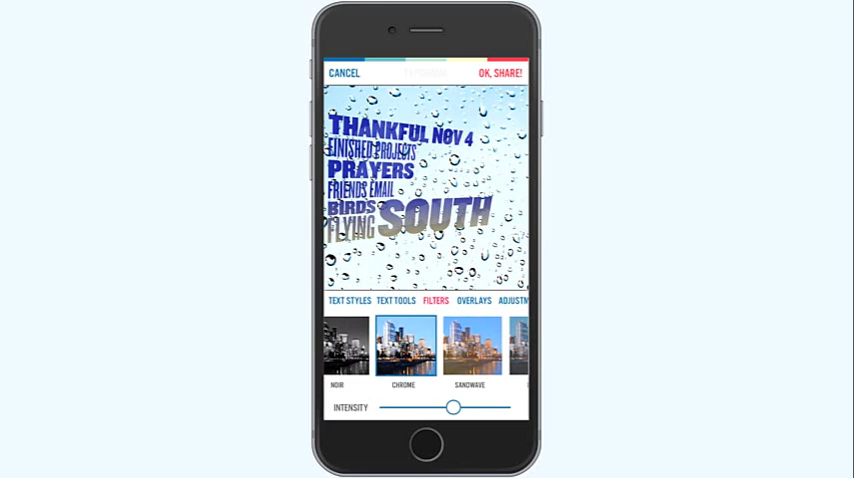 CANCEL OK, SHARE!
THANKFUL NOV 4
FINISHED PROJECTS
PRAYERS
FRIENDS EMAIL
BIRDS
FLYING SOUTH
TEXT STYLES TEXT TOOLS FILTERS OVERLAYS ADJUSTM
NOIR CHROME SANDWAVE
INTENSITY